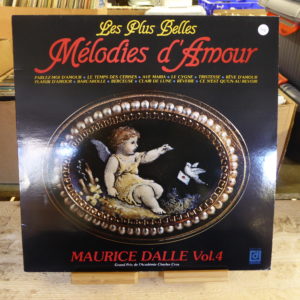 Les Plus Belles
Mélodies d'Amour
PARLEZ-MOI D'AMOUR • LE TEMPS DES CERISES • AVE MARIA • LE CYGNE • TRISTESSE • RÊVE D'AMOUR
PLAISIR D'AMOUR • BARCAROLLE • BERCEUSE • CLAIR DE LUNE • RÊVERIE • CE N'EST QU'UN AU REVOIR
MAURICE DALLE Vol.4
Grand Prix de l'Académie Charles Cros